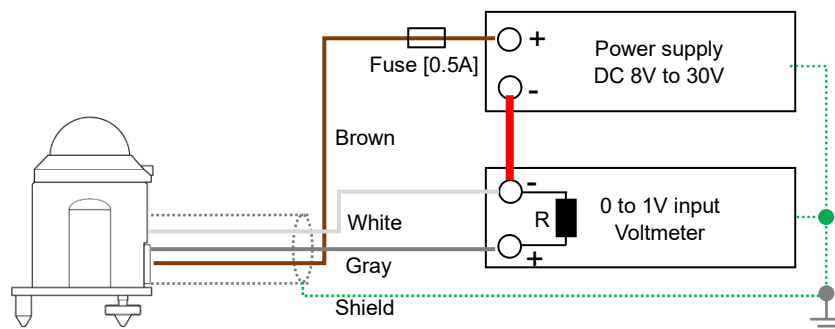 +
Fuse [0.5A]
Power supply
DC 8V to 30V
-
Brown
-
White
R
0 to 1V input
Voltmeter
+
Gray
Shield